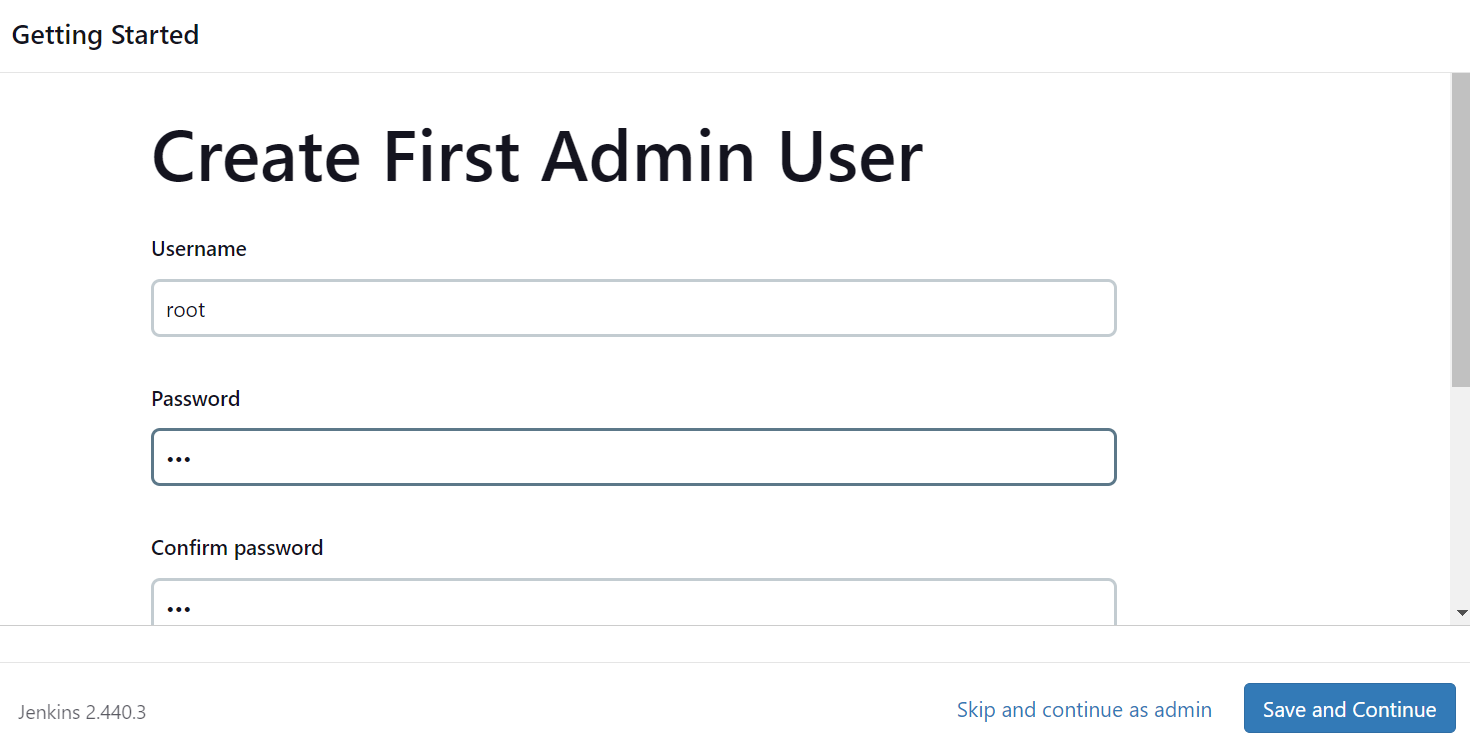 Getting Started
Create First Admin User
Username
root
Password
•••
Confirm password
•••
Jenkins 2.440.3
Skip and continue as admin
Save and Continue